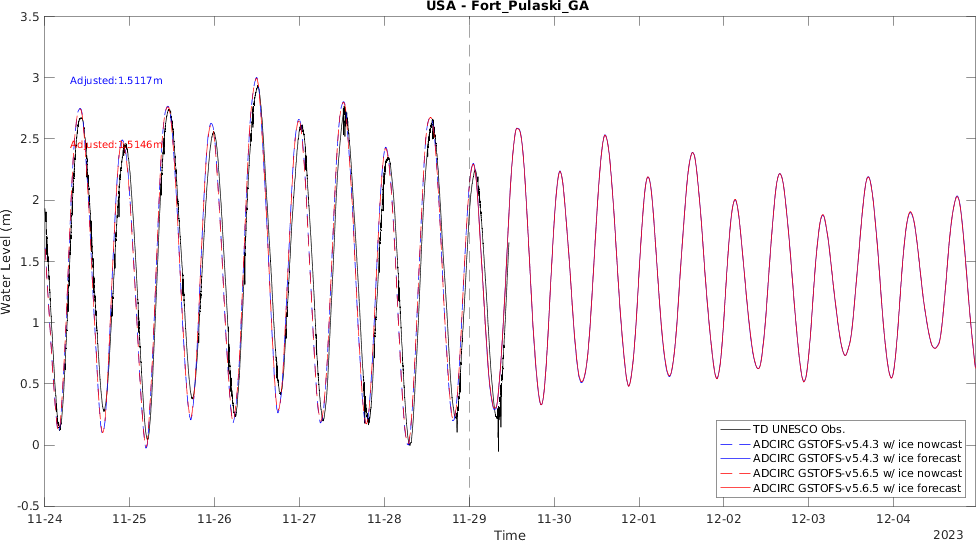 USA - Fort_Pulaski_GA
3.5
3
2.5
2
1.5
1
0.5
0
-0.5
Water Level (m)
Adjusted:1.5117m
Adjusted:1.5146m
TD UNESCO Obs.
ADCIRC GSTOFS-v5.4.3 w/ ice nowcast
ADCIRC GSTOFS-v5.4.3 w/ ice forecast
ADCIRC GSTOFS-v5.6.5 w/ ice nowcast
ADCIRC GSTOFS-v5.6.5 w/ ice forecast
11-24 11-25 11-26 11-27 11-28 11-29 11-30 12-01 12-02 12-03 12-04
Time
2023